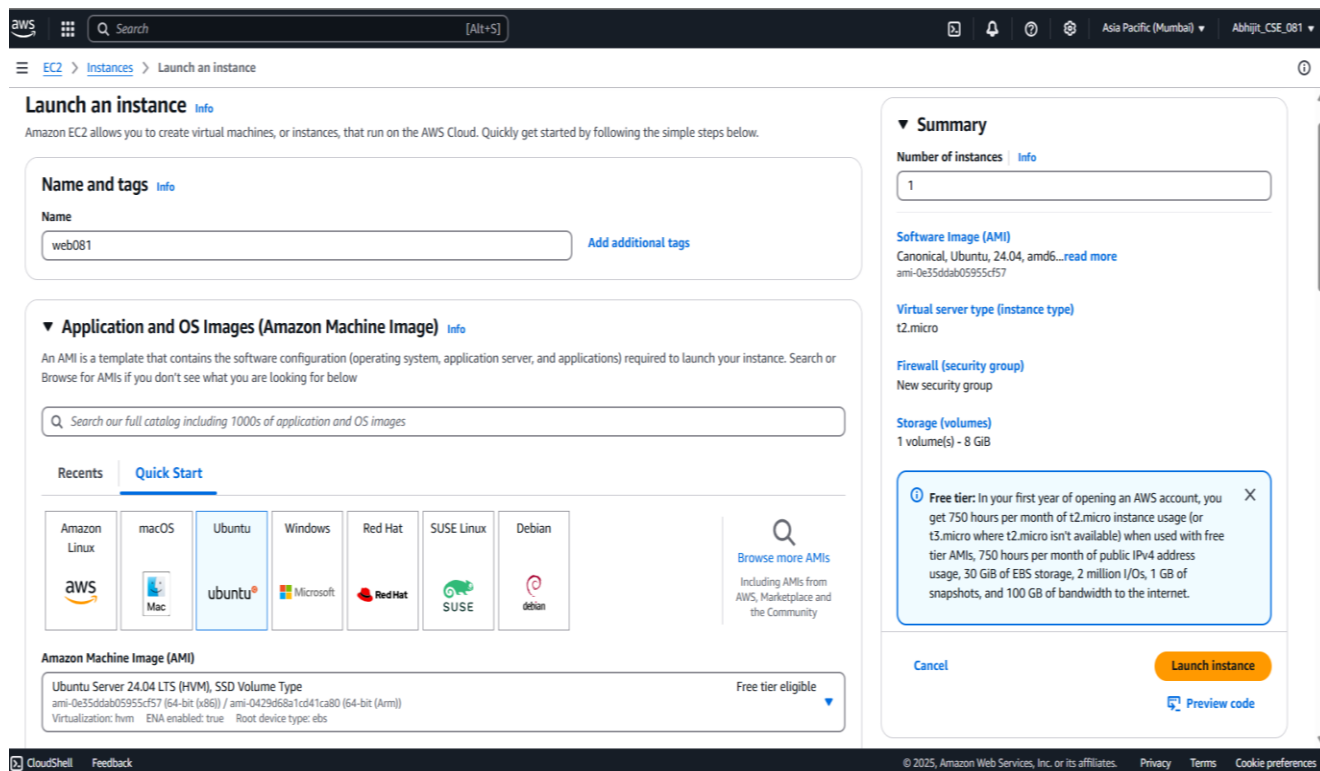 aws
Search [Alt+S]
Asia Pacific (Mumbai) ▾
Abhijit_CSE_081 ▾
EC2 > Instances > Launch an instance
Launch an instance Info
Amazon EC2 allows you to create virtual machines, or instances, that run on the AWS Cloud. Quickly get started by following the simple steps below.
Name and tags Info
Name
web081
Add additional tags
Application and OS Images (Amazon Machine Image) Info
An AMI is a template that contains the software configuration (operating system, application server, and applications) required to launch your instance. Search or
Browse for AMIs if you don't see what you are looking for below
Search our full catalog including 1000s of application and OS images
Recents
Quick Start
Amazon
Linux
aws
macOS
Mac
Ubuntu
ubuntu®
Windows
Microsoft
Red Hat
RedHat
SUSE Linux
SUSE
Debian
debian
Browse more AMIs
Including AMIs from
AWS, Marketplace and
the Community
Amazon Machine Image (AMI)
Ubuntu Server 24.04 LTS (HVM), SSD Volume Type
Free tier eligible
ami-0e35ddab05955cf57 (64-bit (x86)) / ami-0429d68a1cd41ca80 (64-bit (Arm))
Virtualization: hvm ENA enabled: true Root device type: ebs
Summary
Number of instances Info
1
Software Image (AMI)
Canonical, Ubuntu, 24.04, amd6...read more
ami-0e35ddab05955cf57
Virtual server type (instance type)
t2.micro
Firewall (security group)
New security group
Storage (volumes)
1 volume(s) - 8 GiB
Free tier: In your first year of opening an AWS account, you
get 750 hours per month of t2.micro instance usage (or
t3.micro where t2.micro isn't available) when used with free
tier AMIs, 750 hours per month of public IPv4 address
usage, 30 GiB of EBS storage, 2 million I/Os, 1 GB of
snapshots, and 100 GB of bandwidth to the internet.
Cancel
Launch instance
Preview code
CloudShell Feedback
© 2025, Amazon Web Services, Inc. or its affiliates. Privacy Terms Cookie preferences